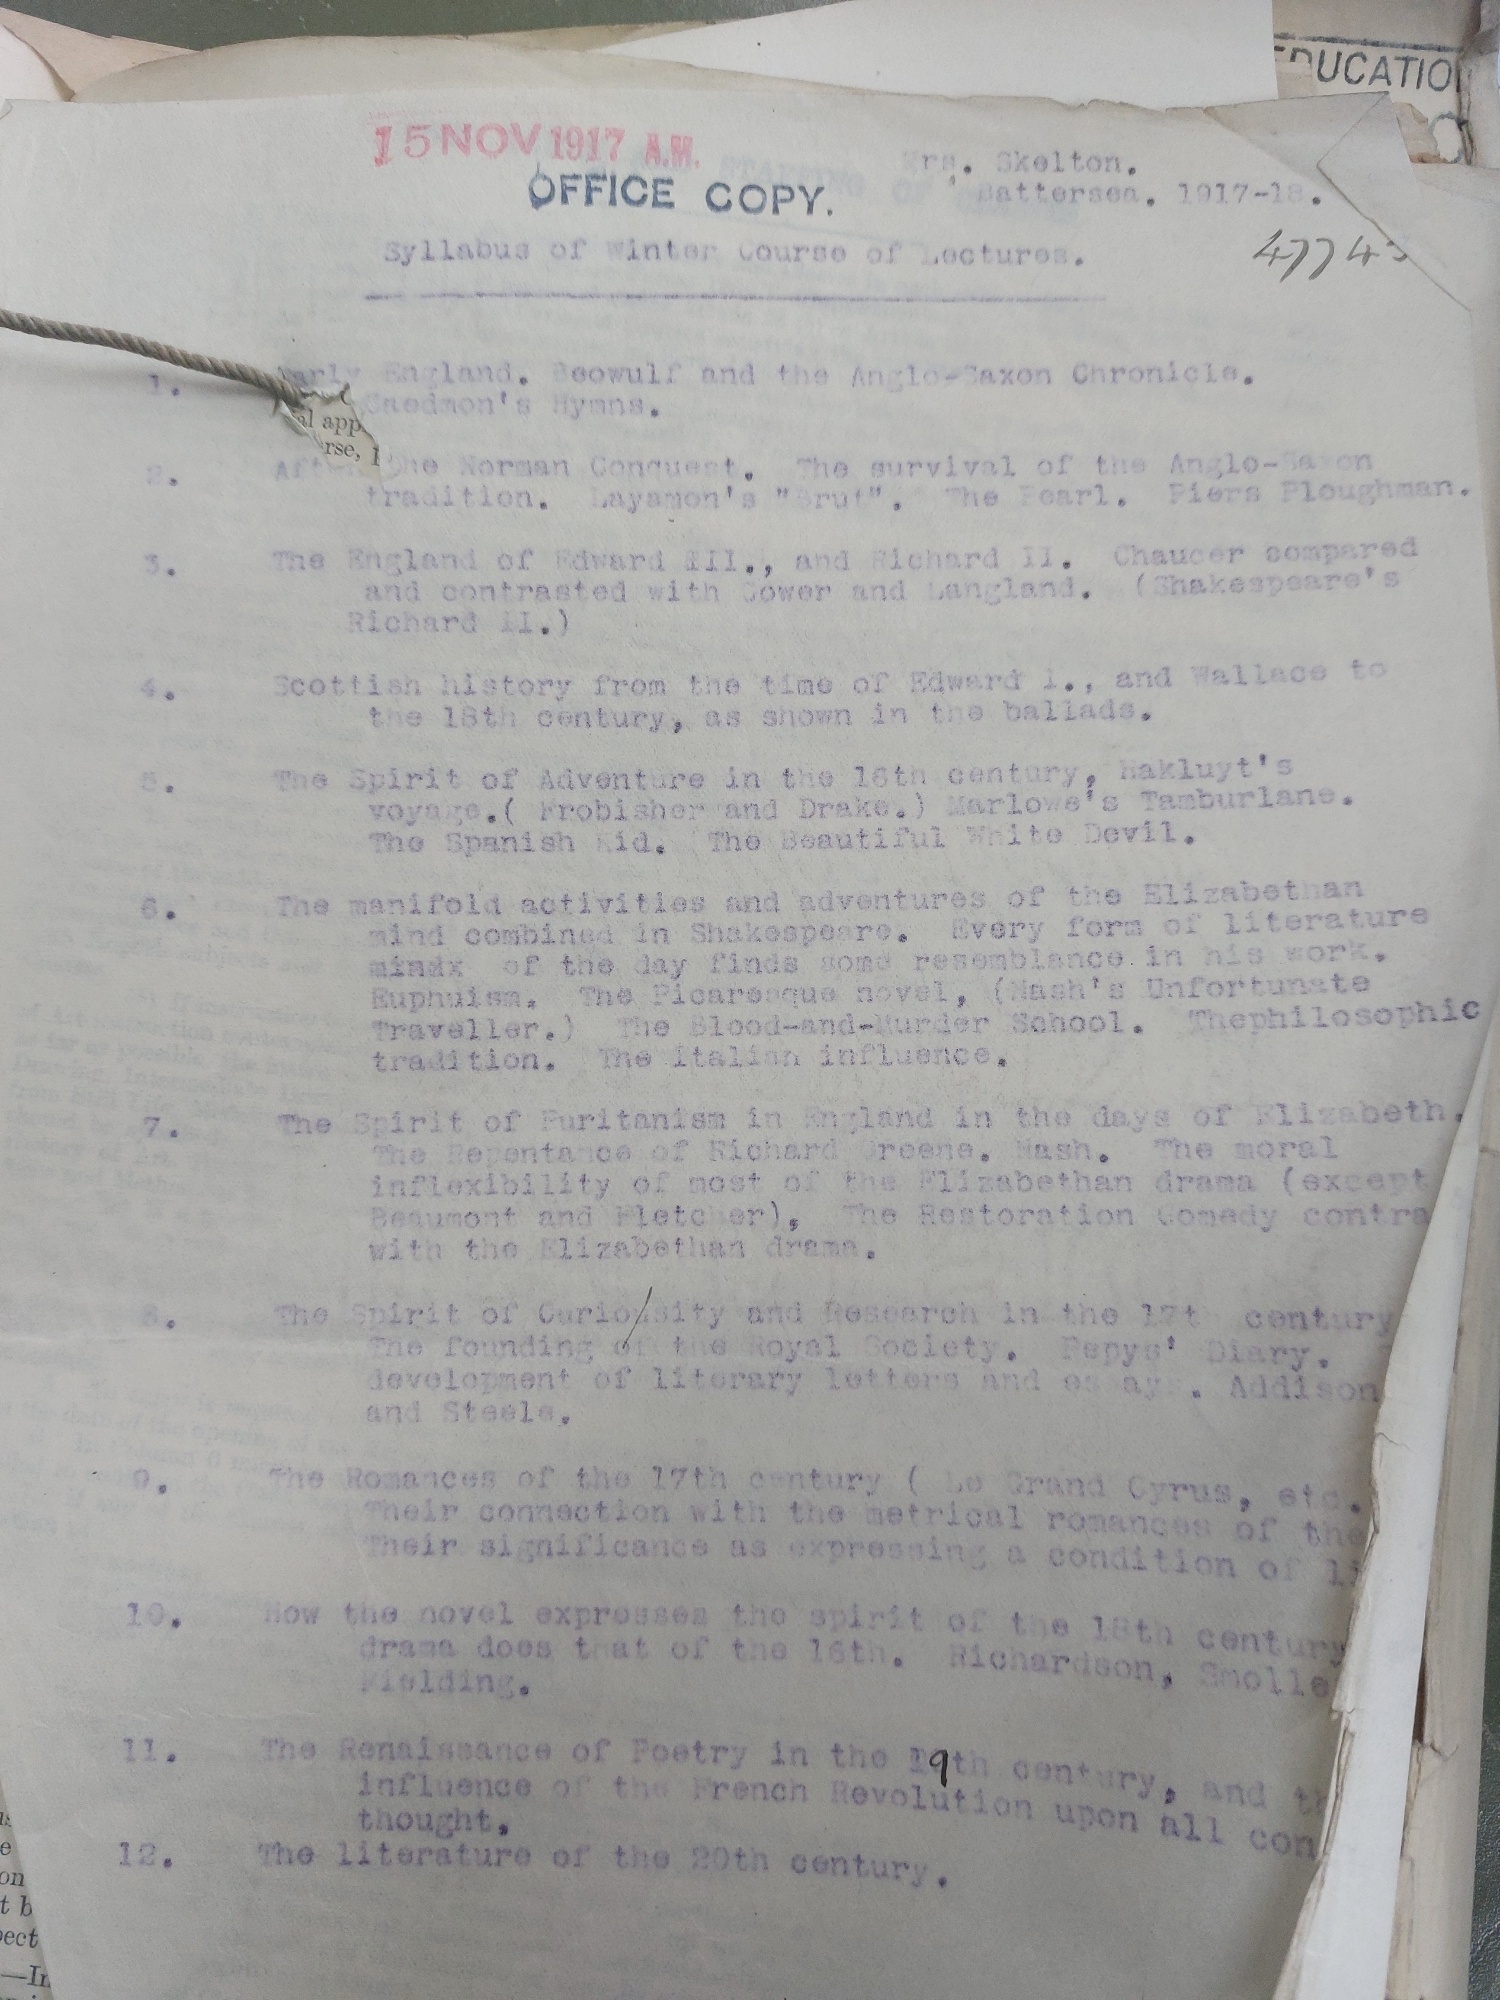 EDUCATIO
15 NOV 1917 A.M.
OFFICE COPY.
Mrs. Skelton.
Battersea. 1917-18.
Syllabus of Winter Course of Lectures.
1. Early England. Beowulf and the Anglo-Saxon Chronicle.
Caedmon's Hymns.
al app
rse, 1
2. After the Norman Conquest. The survival of the Anglo-Saxon
tradition. Layamon's "Brut". The Pearl. Piers Ploughman.
3. The England of Edward III., and Richard II. Chaucer compared
and contrasted with Gower and Langland. (Shakespeare's
Richard II.)
4. Scottish history from the time of Edward I., and Wallace to
the 18th century, as shown in the ballads.
5. The Spirit of Adventure in the 16th century, Hakluyt's
voyage.( Frobisher and Drake.) Marlowe's Tamburlane.
The Spanish Kid. The Beautiful White Devil.
6. The manifold activities and adventures of the Elizabethan
mind combined in Shakespeare. Every form of literature
of the day finds some resemblance in his work.
Euphuism. The Picaresque novel, (Nash's Unfortunate
Traveller.) The Blood-and-Murder School. Thephilosophic
tradition. The Italian influence.
7. The Spirit of Puritanism in England in the days of Elizabeth.
The Repentance of Richard Greene. Nash. The moral
inflexibility of most of the Elizabethan drama (except
Beaumont and Fletcher), The Restoration Comedy contra
with the Elizabethan drama.
8. The Spirit of Curiousity and Research in the 17t century
The founding of the Royal Society. Pepys' Diary.
development of literary letters and es ays. Addison
and Steele.
9. The Romances of the 17th century ( Le Grand Cyrus, etc.
Their connection with the metrical romances of the
Their significance as expressing a condition of li
10. How the novel expresses the spirit of the 18th century
drama does that of the 16th. Richardson, Smolle
Fielding.
11. The Renaissance of Poetry in the 19th century, and th
influence of the French Revolution upon all con
thought.
12. The literature of the 20th century.